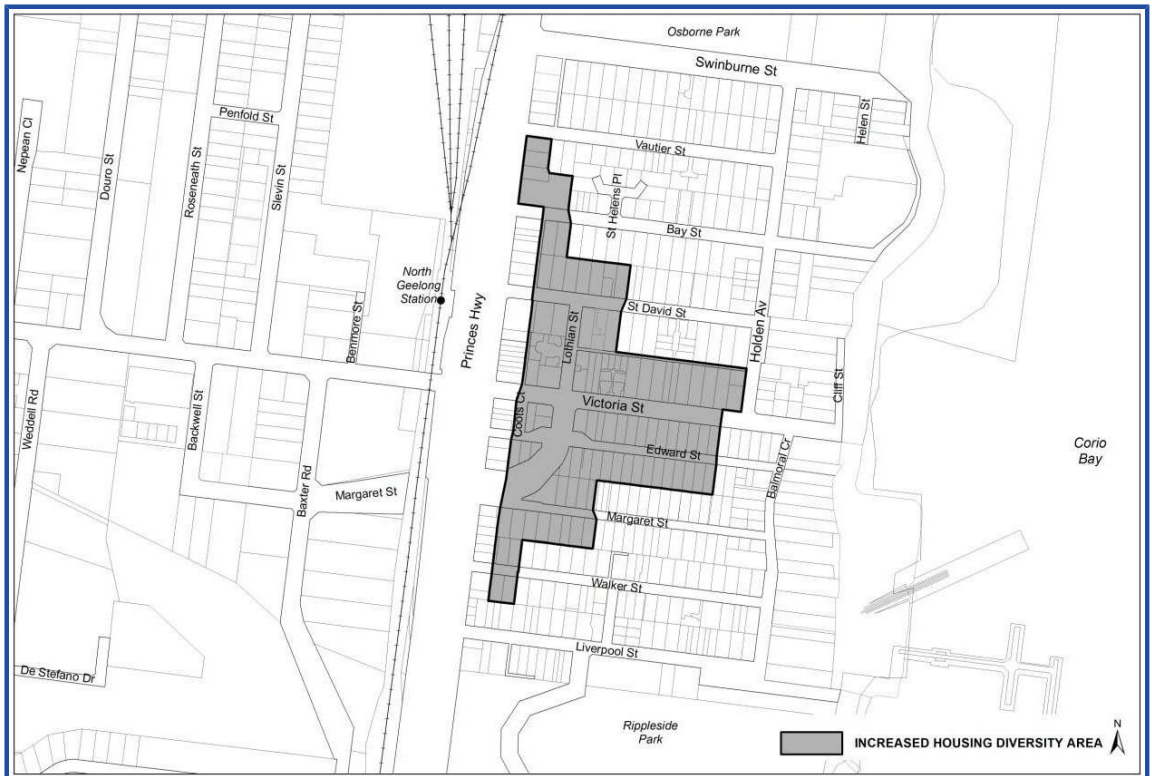 Osborne Park
Swinburne St
Penfold St
Helen St
Nepean Cl
Vautier St
Douro St
Roseneath St
Slevin St
St Helens Pl
Bay St
North
Geelong
Station
St David St
Princes Hwy
Benmore St
Lothian St
Holden Av
Cliff St
Weddell Rd
Backwell St
Coots Ct
Victoria St
Edward St
Balmoral Cr
Corio
Bay
Baxter Rd
Margaret St
Margaret St
Walker St
Liverpool St
De Stefano Dr
Rippleside
Park
INCREASED HOUSING DIVERSITY AREA
N